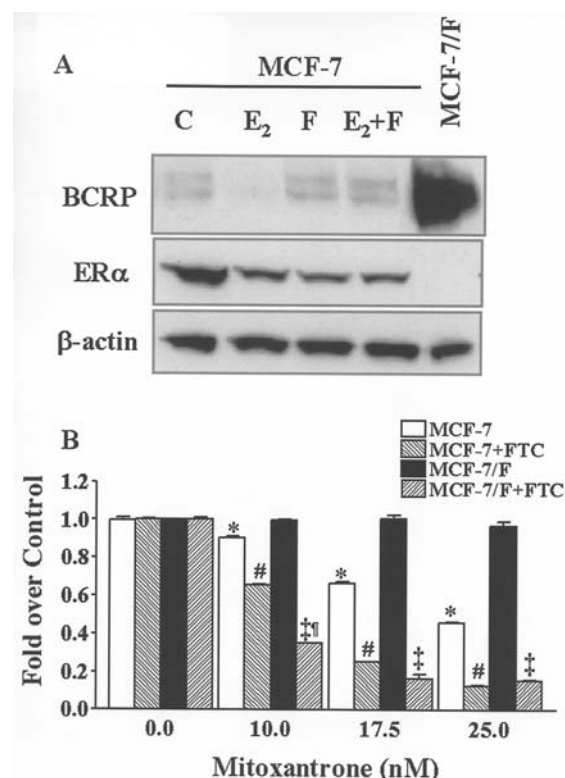 A
MCF-7
MCF-7/F
C E₂ F E₂+F
BCRP
ERα
β-actin
B
MCF-7
MCF-7+FTC
MCF-7/F
MCF-7/F+FTC
Fold over Control
1.2
1.0
0.8
0.6
0.4
0.2
0.0
* # ‡¶
* # ‡
* # ‡
0.0 10.0 17.5 25.0
Mitoxantrone (nM)